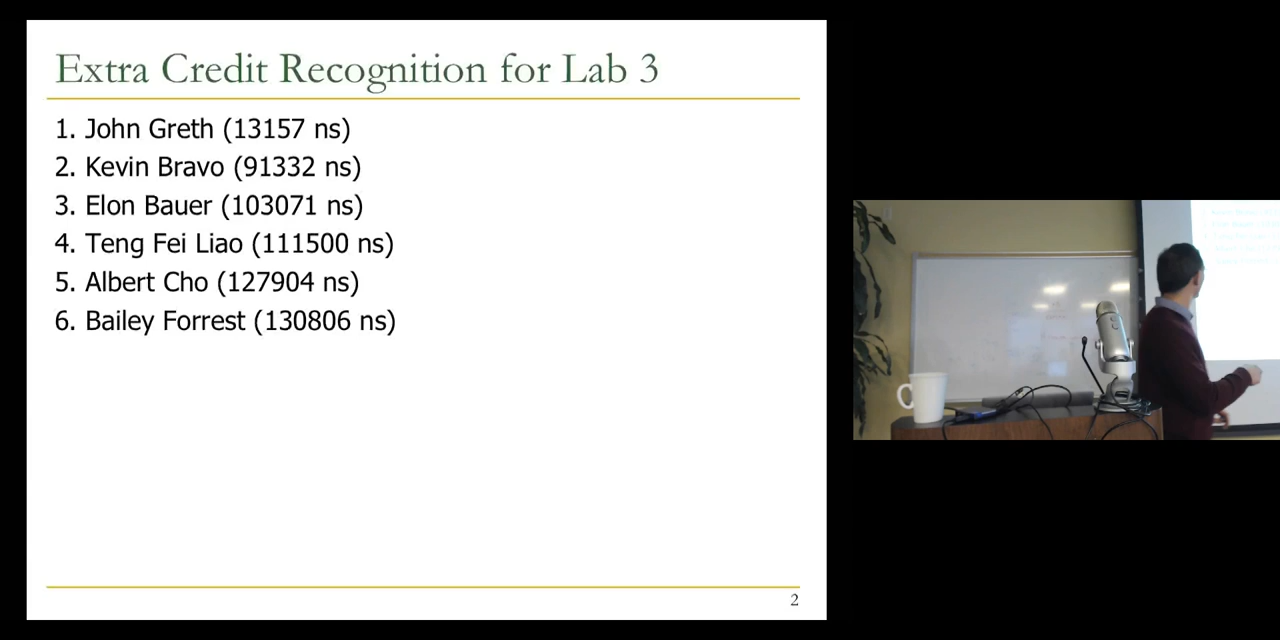 Extra Credit Recognition for Lab 3
1. John Greth (13157 ns)
2. Kevin Bravo (91332 ns)
3. Elon Bauer (103071 ns)
4. Teng Fei Liao (111500 ns)
5. Albert Cho (127904 ns)
6. Bailey Forrest (130806 ns)
2